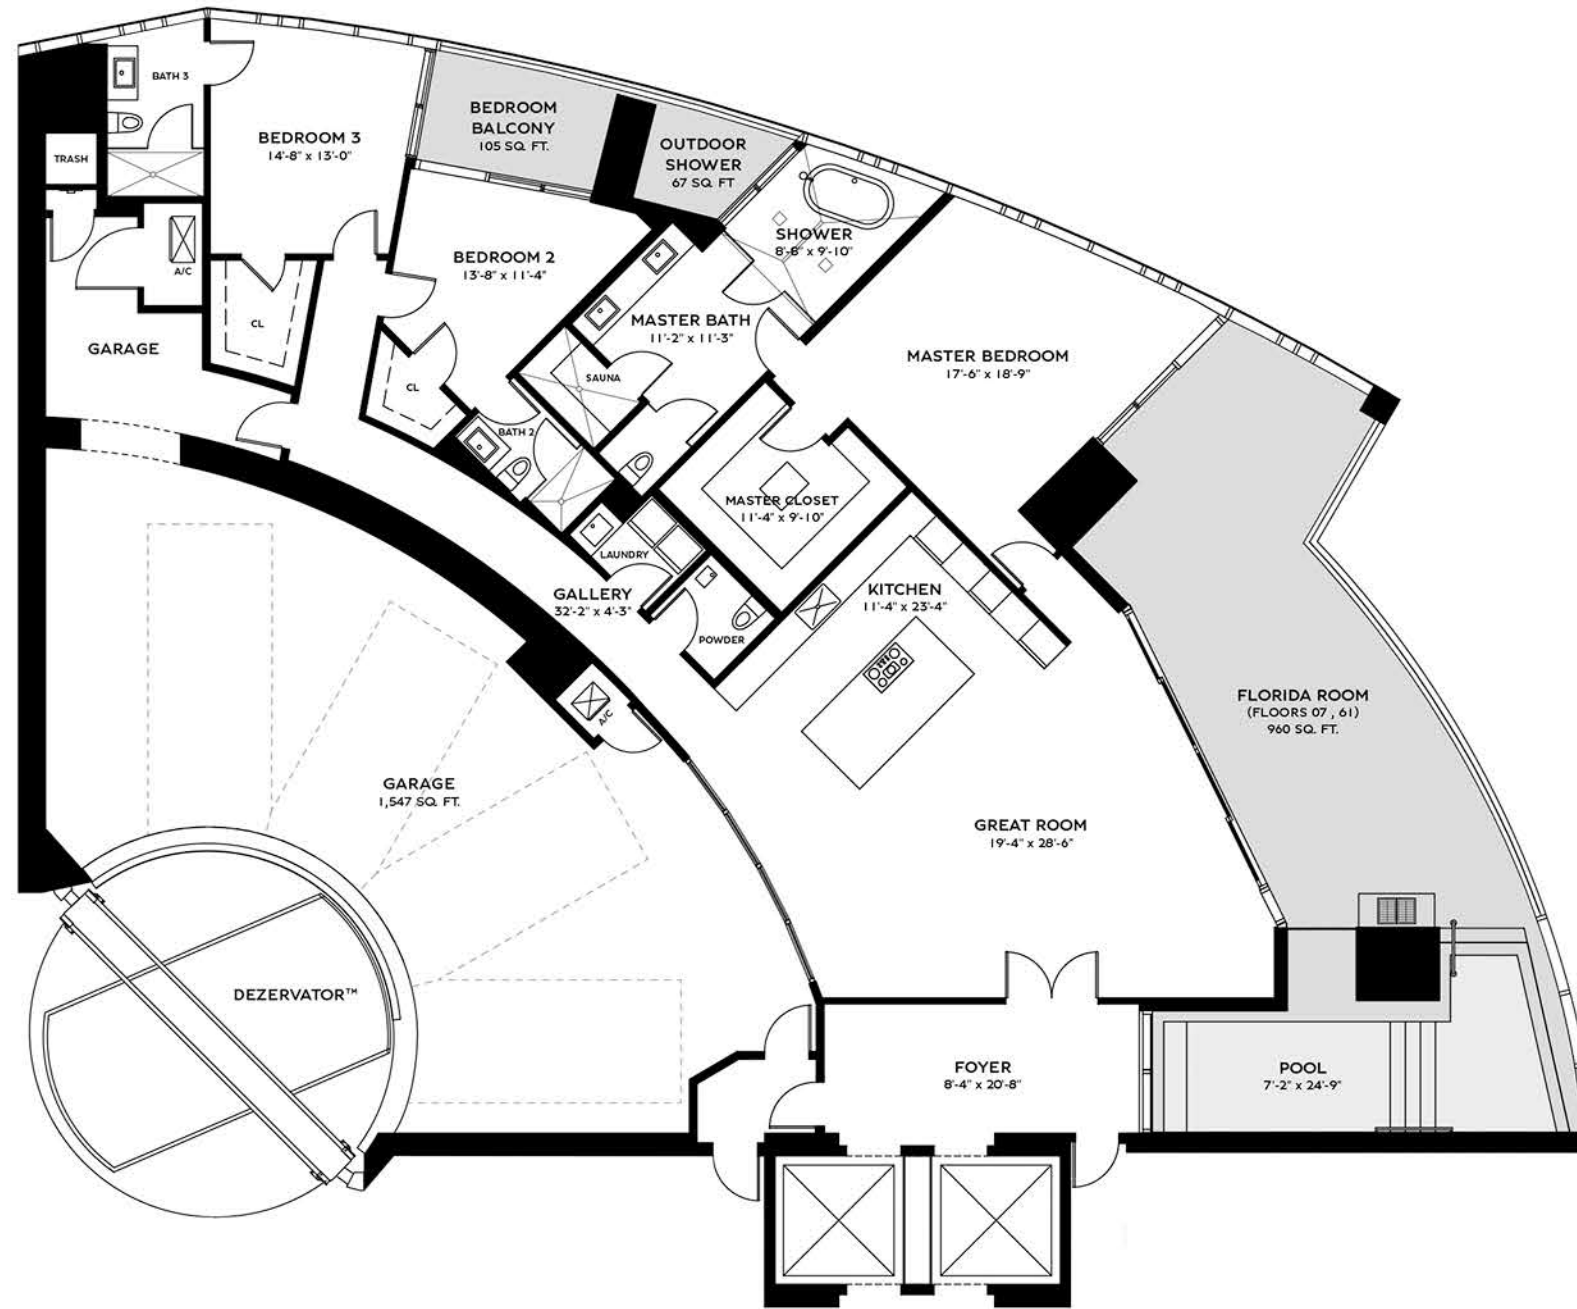 BATH 3
TRASH
A/C
BEDROOM 3
14'-8" x 13'-0"
BEDROOM
BALCONY
105 SQ. FT.
OUTDOOR
SHOWER
67 SQ. FT
BEDROOM 2
13'-8" x 11'-4"
SHOWER
8'-8" x 9'-10"
CL
GARAGE
MASTER BATH
11'-2" x 11'-3"
MASTER BEDROOM
17'-6" x 18'-9"
SAUNA
CL
BATH 2
MASTER CLOSET
11'-4" x 9'-10"
LAUNDRY
GALLERY
32'-2" x 4'-3"
KITCHEN
11'-4" x 23'-4"
POWDER
A/C
FLORIDA ROOM
(FLOORS 07 , 61)
960 SQ. FT.
GARAGE
1,547 SQ. FT.
GREAT ROOM
19'-4" x 28'-6"
DEZERVATOR™
FOYER
8'-4" x 20'-8"
POOL
7'-2" x 24'-9"